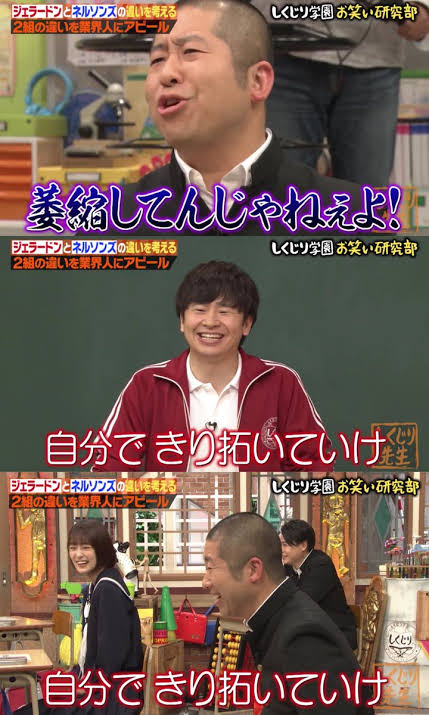 ジェラードンとネルソンズの違いを考える
2組の違いを業界人にアピール
しくじり学園 お笑い研究部
萎縮してんじゃねぇよ!
ジェラードンとネルソンズの違いを考える
2組の違いを業界人にアピール
しくじり学園 お笑い研究部
自分で きり拓いていけ
しくじり
先生
ジェラードンとネルソンズの違いを考える
2組の違いを業界人にアピール
しくじり学園 お笑い研究部
しくじり
自分で きり拓いていけ